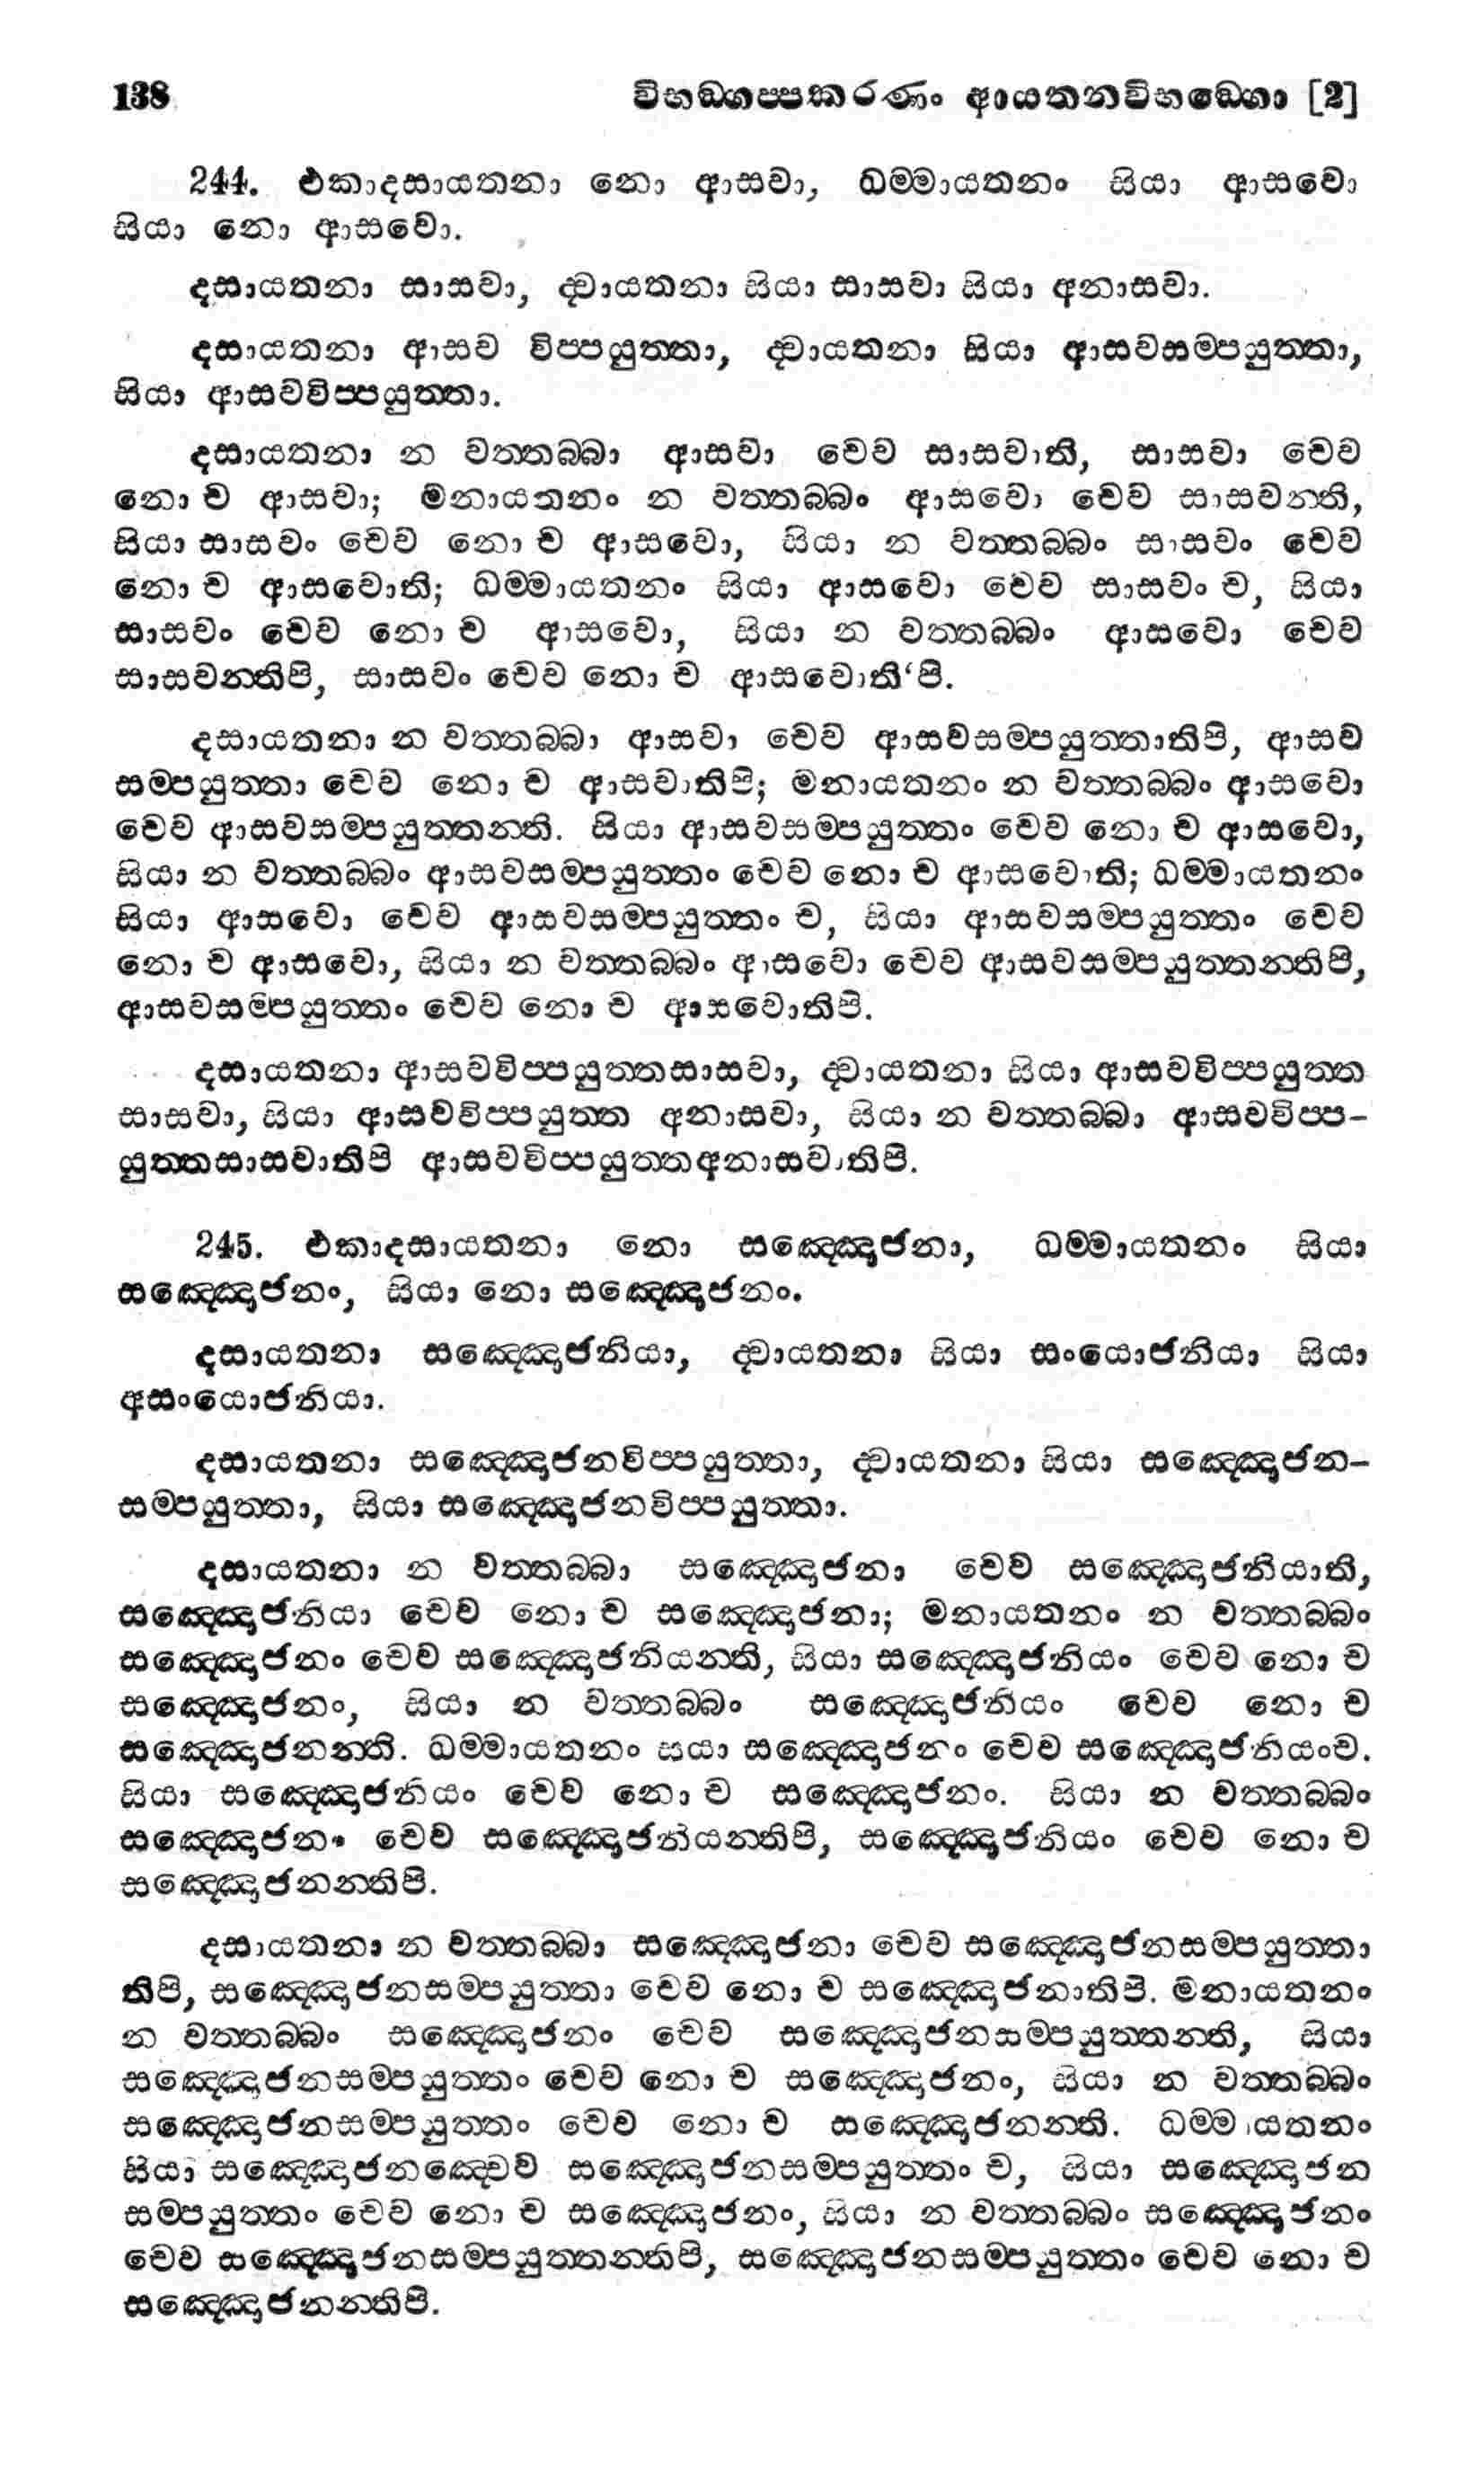 138 විභඞ්ගප්පකරණං ආයතනවිභඞ්ගො [2]
244. එකාදසායතනා නො ආසවා, ධම්මායතනං සියා ආසවො
සියා නො ආසවො.
දසායතනා සාසවා, ද්වායතනා සියා සාසවා සියා අනාසවා.
දසායතනා ආසව විප්පයුත්තා, ද්වායතනා සියා ආසවසම්පයුත්තා,
සියා ආසවවිප්පයුත්තා.
දසායතනා න වත්තබ්බා ආසවා චෙව සාසවාති, සාසවා චෙව
නො ච ආසවා; මනායතනං න වත්තබ්බං ආසවො චෙව සාසවන්ති,
සියා සාසවං චෙව නො ච ආසවො, සියා න වත්තබ්බං සාසවං චෙව
නො ච ආසවොති; ධම්මායතනං සියා ආසවො චෙව සාසවං ච, සියා
සාසවං චෙව නො ච ආසවො, සියා න වත්තබ්බං ආසවො චෙව
සාසවන්තිපි, සාසවං චෙව නො ච ආසවොති‘පි.
දසායතනා න වත්තබ්බා ආසවා චෙව ආසවසම්පයුත්තාතිපි, ආසව
සම්පයුත්තා චෙව නො ච ආසවාතිපි; මනායතනං න වත්තබ්බං ආසවො
චෙව ආසවසම්පයුත්තන්ති. සියා ආසවසම්පයුත්තං චෙව නො ච ආසවො,
සියා න වත්තබ්බං ආසවසම්පයුත්තං චෙව නො ච ආසවොති; ධම්මායතනං
සියා ආසවො චෙව ආසවසම්පයුත්තං ච, සියා ආසවසම්පයුත්තං චෙව
නො ච ආසවො, සියා න වත්තබ්බං ආසවො චෙව ආසවසම්පයුත්තන්තිපි,
ආසවසම්පයුත්තං චෙව නො ච ආසවොතිපි.
දසායතනා ආසවවිප්පයුත්තසාසවා, ද්වායතනා සියා ආසවවිප්පයුත්ත
සාසවා, සියා ආසවවිප්පයුත්ත අනාසවා, සියා න වත්තබ්බා ආසවවිප්ප-
යුත්තසාසවාතිපි ආසවවිප්පයුත්තඅනාසවාතිපි.
245. එකාදසායතනා නො සඤ්ඤොජනා, ධම්මායතනං සියා
සඤ්ඤොජනං, සියා නො සඤ්ඤොජනං.
දසායතනා සඤ්ඤොජනියා, ද්වායතනා සියා සංයොජනියා සියා
අසංයොජනියා.
දසායතනා සඤ්ඤොජනවිප්පයුත්තා, ද්වායතනා සියා සඤ්ඤොජන-
සම්පයුත්තා, සියා සඤ්ඤොජනවිප්පයුත්තා.
දසායතනා න වත්තබ්බා සඤ්ඤොජනා චෙව සඤ්ඤොජනියාති,
සඤ්ඤොජනියා චෙව නො ච සඤ්ඤොජනා; මනායතනං න වත්තබ්බං
සඤ්ඤොජනං චෙව සඤ්ඤොජනියන්ති, සියා සඤ්ඤොජනියං චෙව නො ච
සඤ්ඤොජනං, සියා න වත්තබ්බං සඤ්ඤොජනියං චෙව නො ච
සඤ්ඤොජනන්ති. ධම්මායතනං සයා සඤ්ඤොජනං චෙව සඤ්ඤොජනියංච.
සියා සඤ්ඤොජනියං චෙව නො ච සඤ්ඤොජනං. සියා න වත්තබ්බං
සඤ්ඤොජනං චෙව සඤ්ඤොජනියන්තිපි, සඤ්ඤොජනියං චෙව නො ච
සඤ්ඤොජනන්තිපි.
දසායතනා න වත්තබ්බා සඤ්ඤොජනා චෙව සඤ්ඤොජනසම්පයුත්තා
තිපි, සඤ්ඤොජනසම්පයුත්තා චෙව නො ච සඤ්ඤොජනාතිපි. මනායතනං
න වත්තබ්බං සඤ්ඤොජනං චෙව සඤ්ඤොජනසම්පයුත්තන්ති, සියා
සඤ්ඤොජනසම්පයුත්තං චෙව නො ච සඤ්ඤොජනං, සියා න වත්තබ්බං
සඤ්ඤොජනසම්පයුත්තං චෙව නො ච සඤ්ඤොජනන්ති. ධම්මායතනං
සියා සඤ්ඤොජනඤ්චෙව සඤ්ඤොජනසම්පයුත්තං ච, සියා සඤ්ඤොජන
සම්පයුත්තං චෙව නො ච සඤ්ඤොජනං, සියා න වත්තබ්බං සඤ්ඤොජනං
චෙව සඤ්ඤොජනසම්පයුත්තන්තිපි, සඤ්ඤොජනසම්පයුත්තං චෙව නො ච
සඤ්ඤොජනන්තිපි.